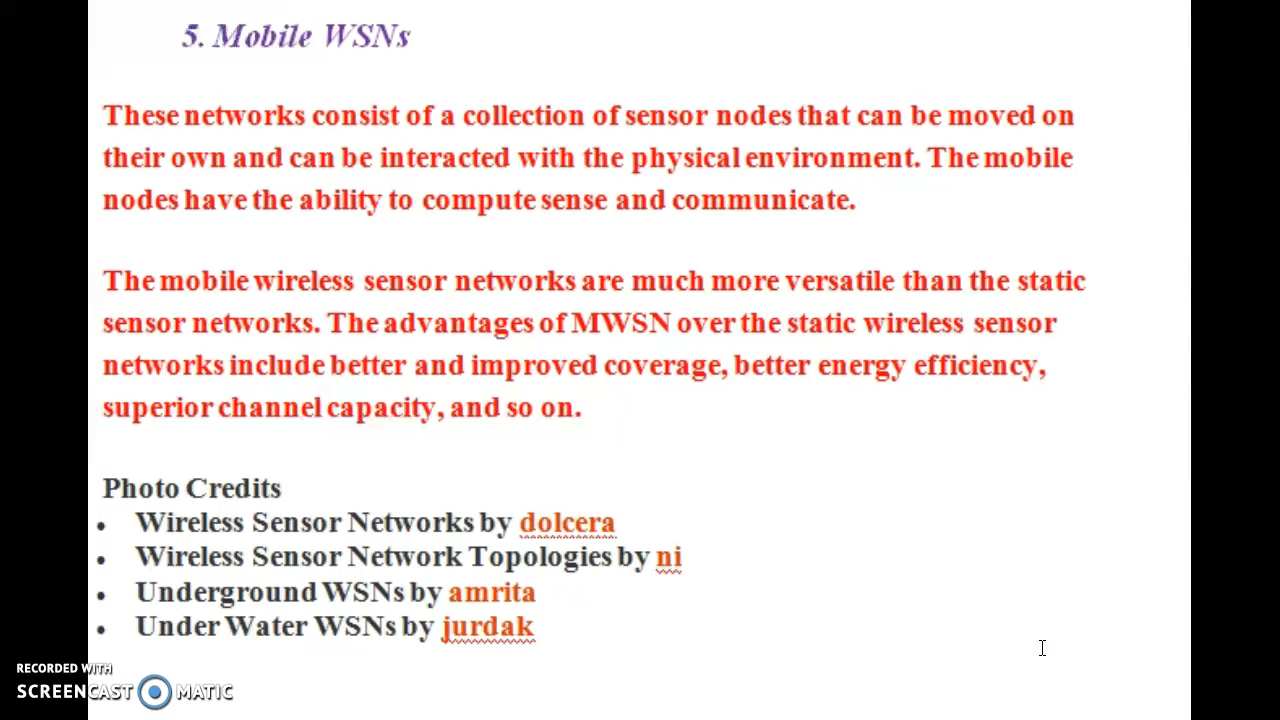 5. Mobile WSNs
These networks consist of a collection of sensor nodes that can be moved on
their own and can be interacted with the physical environment. The mobile
nodes have the ability to compute sense and communicate.
The mobile wireless sensor networks are much more versatile than the static
sensor networks. The advantages of MWSN over the static wireless sensor
networks include better and improved coverage, better energy efficiency,
superior channel capacity, and so on.
Photo Credits
• Wireless Sensor Networks by dolcera
• Wireless Sensor Network Topologies by ni
• Underground WSNs by amrita
• Under Water WSNs by jurdak
RECORDED WITH
SCREENCAST MATIC